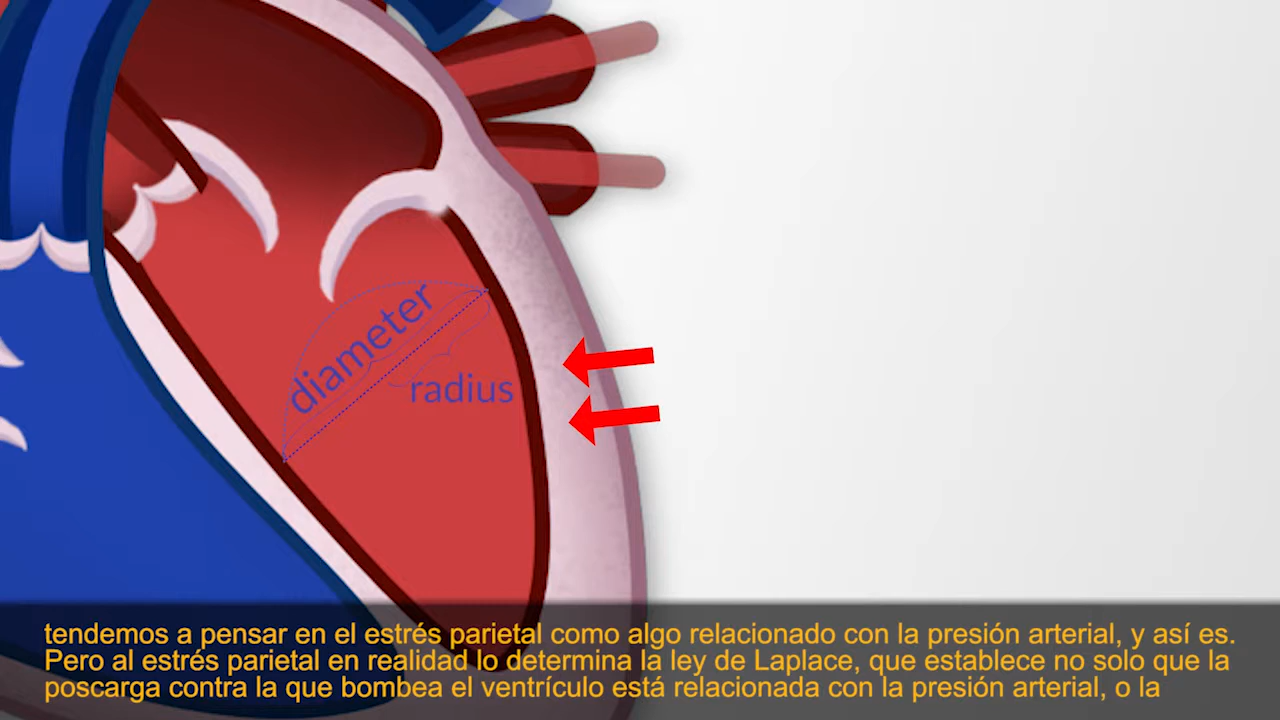 diameter
radius
tendemos a pensar en el estrés parietal como algo relacionado con la presión arterial, y así es.
Pero al estrés parietal en realidad lo determina la ley de Laplace, que establece no solo que la
poscarga contra la que bombea el ventrículo está relacionada con la presión arterial, o la